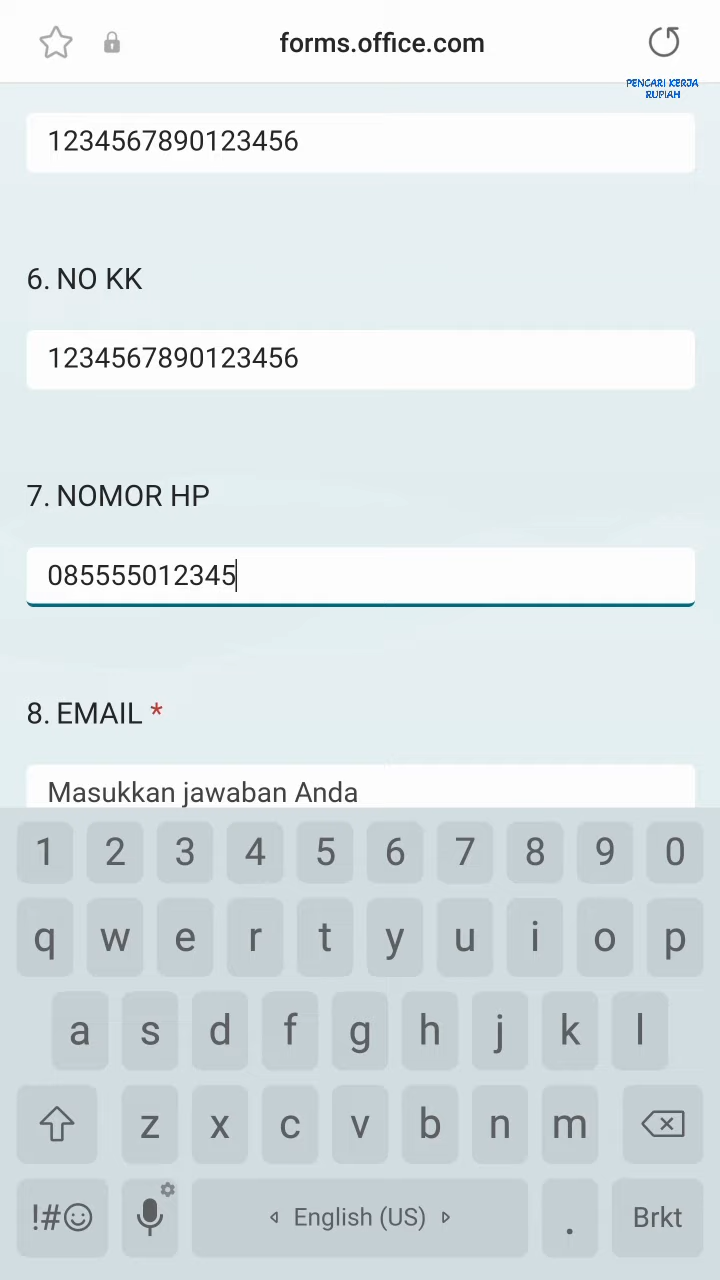 forms.office.com
PENCARI KERJA
RUPIAH
1234567890123456
6. NO KK
1234567890123456
7. NOMOR HP
085555012345
8. EMAIL *
Masukkan jawaban Anda
1 2 3 4 5 6 7 8 9 0
q w e r t y u i o p
a s d f g h j k l
z x c v b n m
!#☺ English (US) . Brkt